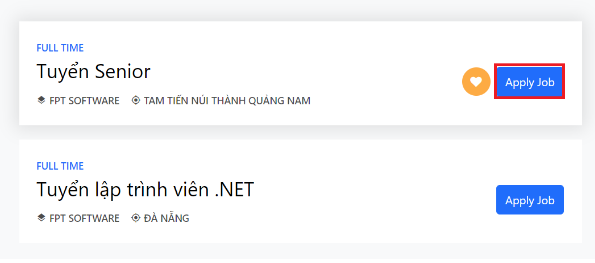 FULL TIME
Tuyển Senior
FPT SOFTWARE TAM TIẾN NÚI THÀNH QUẢNG NAM
Apply Job
FULL TIME
Tuyển lập trình viên .NET
FPT SOFTWARE ĐÀ NẴNG
Apply Job